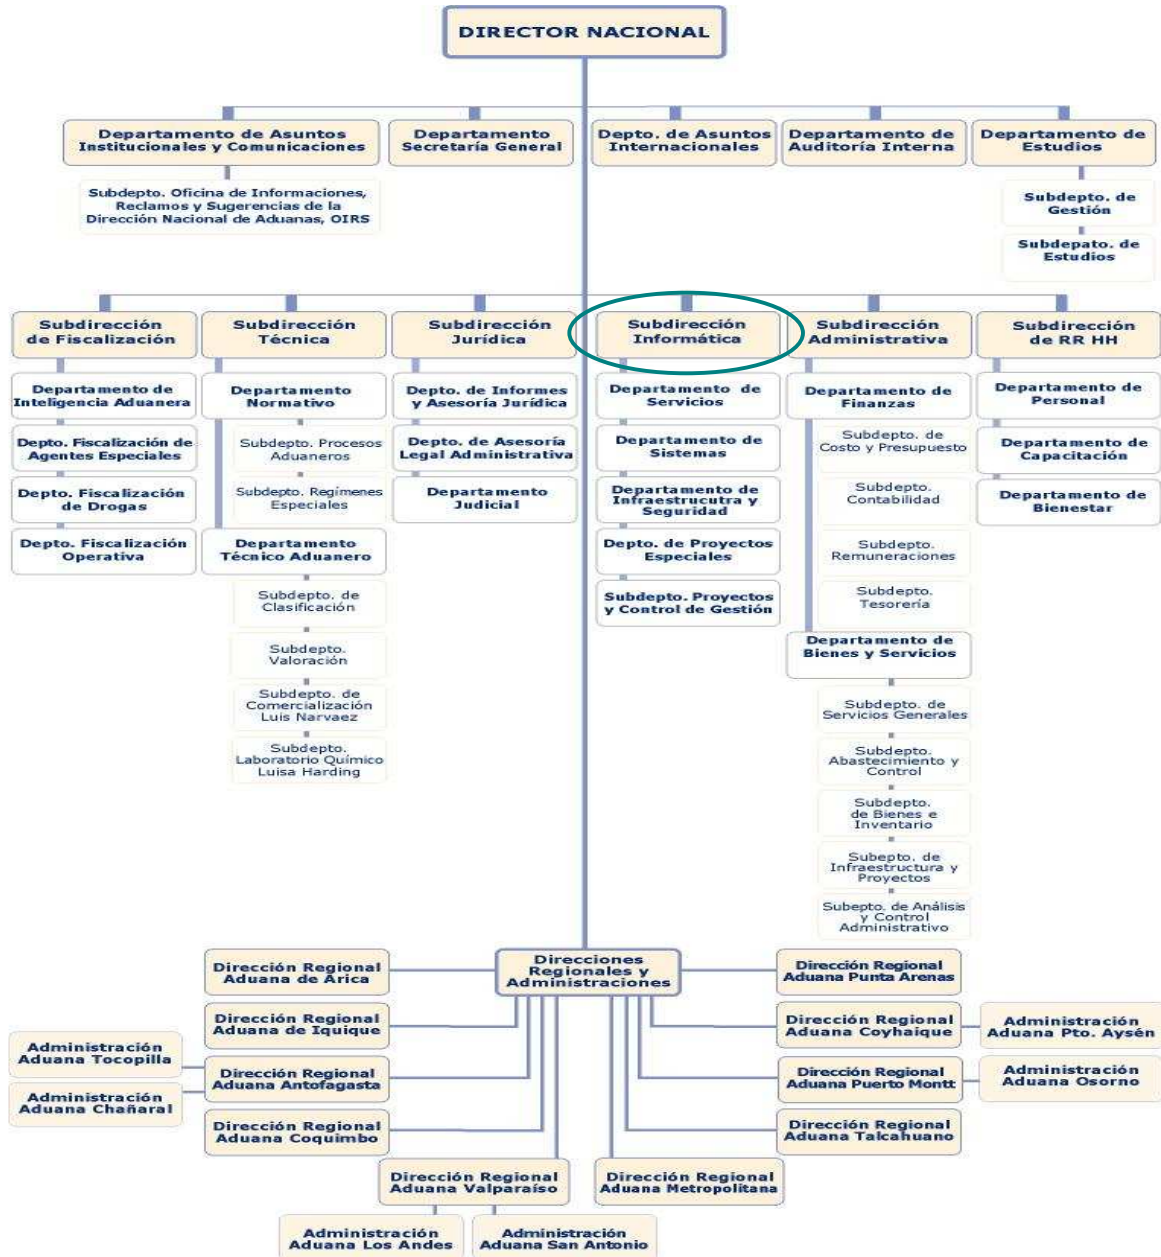 DIRECTOR NACIONAL
Departamento de Asuntos
Institucionales y Comunicaciones
Departamento
Secretaría General
Depto. de Asuntos
Internacionales
Departamento de
Auditoría Interna
Departamento de
Estudios
Subdepto. Oficina de Informaciones,
Reclamos y Sugerencias de la
Dirección Nacional de Aduanas, OIRS
Subdepto. de
Gestión
Subdepato. de
Estudios
Subdirección
de Fiscalización
Departamento de
Inteligencia Aduanera
Depto. Fiscalización de
Agentes Especiales
Depto. Fiscalización
de Drogas
Depto. Fiscalización
Operativa
Subdirección
Técnica
Departamento
Normativo
Subdepto. Procesos
Aduaneros
Subdepto. Regímenes
Especiales
Departamento
Técnico Aduanero
Subdepto. de
Clasificación
Subdepto.
Valoración
Subdepto. de
Comercialización
Luis Narvaez
Subdepto.
Laboratorio Químico
Luisa Harding
Subdirección
Jurídica
Depto. de Informes
y Asesoría Jurídica
Depto. de Asesoría
Legal Administrativa
Departamento
Judicial
Subdirección
Informática
Departamento de
Servicios
Departamento de
Sistemas
Departamento de
Infraestrucutra y
Seguridad
Depto. de Proyectos
Especiales
Subdepto. Proyectos
y Control de Gestión
Subdirección
Administrativa
Departamento de
Finanzas
Subdepto. de
Costo y Presupuesto
Subdepto.
Contabilidad
Subdepto.
Remuneraciones
Subdepto.
Tesorería
Departamento de
Bienes y Servicios
Subdepto. de
Servicios Generales
Subdepto.
Abastecimiento y
Control
Subdepto.
de Bienes e
Inventario
Subepto. de
Infraestructura y
Proyectos
Subepto. de Análisis
y Control
Administrativo
Subdirección
de RR HH
Departamento de
Personal
Departamento de
Capacitación
Departamento de
Bienestar
Direcciones
Regionales y
Administraciones
Dirección Regional
Aduana de Arica
Dirección Regional
Aduana de Iquique
Administración
Aduana Tocopilla
Administración
Aduana Chañaral
Dirección Regional
Aduana Antofagasta
Dirección Regional
Aduana Coquimbo
Dirección Regional
Aduana Valparaíso
Administración
Aduana Los Andes
Administración
Aduana San Antonio
Dirección Regional
Aduana Punta Arenas
Dirección Regional
Aduana Coyhaique
Administración
Aduana Pto. Aysén
Dirección Regional
Aduana Puerto Montt
Administración
Aduana Osorno
Dirección Regional
Aduana Talcahuano
Dirección Regional
Aduana Metropolitana